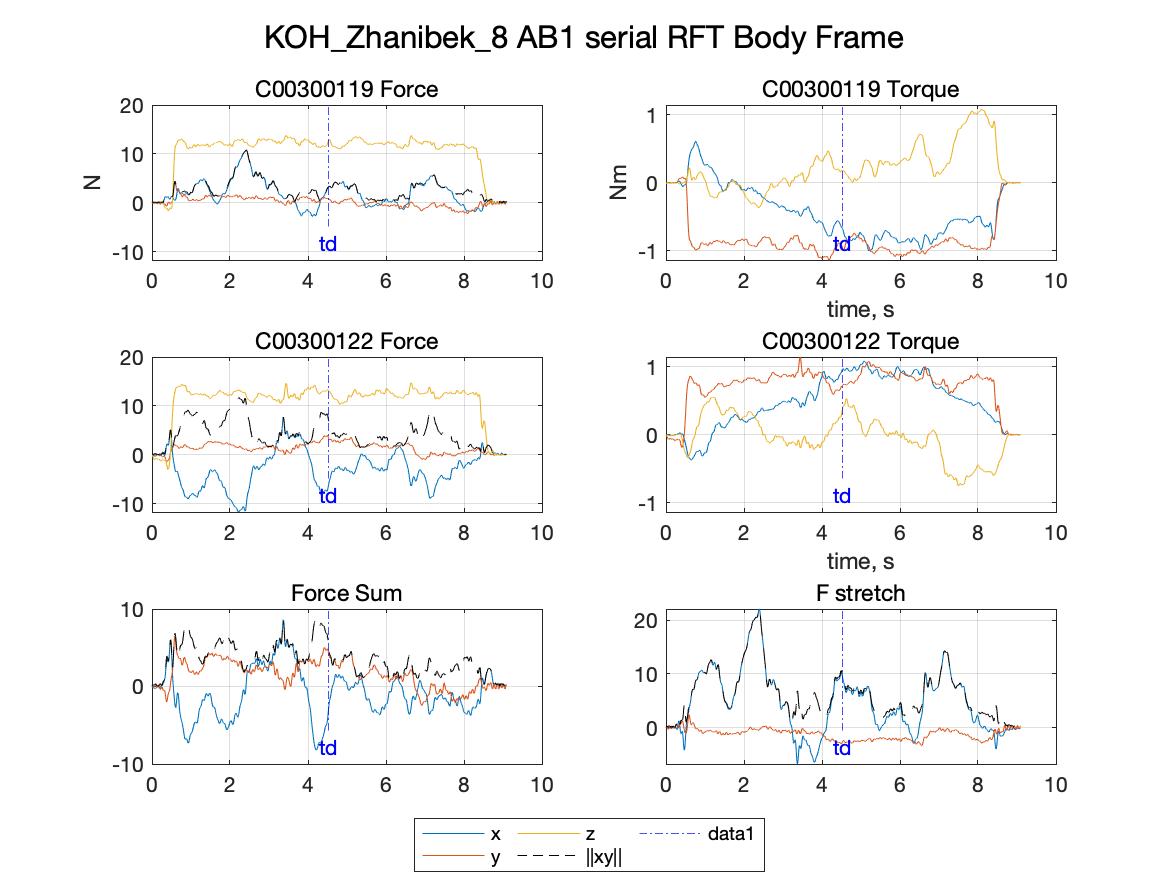 KOH_Zhanibek_8 AB1 serial RFT Body Frame
C00300119 Force
20
10
0
-10
N
td
0 2 4 6 8 10
C00300119 Torque
1
0
-1
Nm
td
0 2 4 6 8 10
time, s
C00300122 Force
20
10
0
-10
td
0 2 4 6 8 10
C00300122 Torque
1
0
-1
td
0 2 4 6 8 10
time, s
Force Sum
10
0
-10
td
0 2 4 6 8 10
F stretch
20
10
0
td
0 2 4 6 8 10
x z data1
y ||xy||